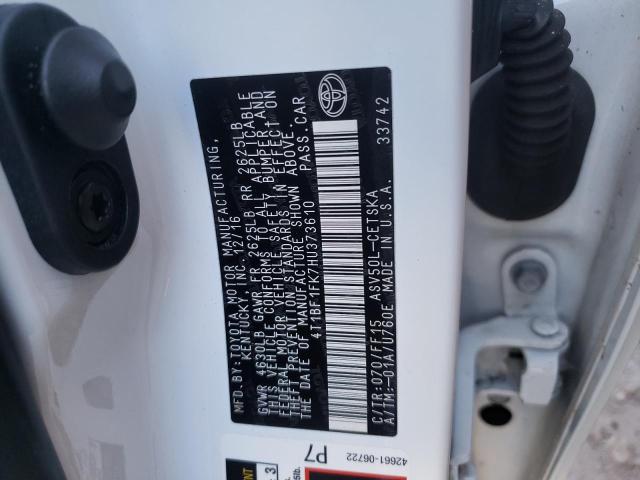 MFD.BY:TOYOTA MOTOR MANUFACTURING,
KENTUCKY, INC. 12/16
GVWR 4630LB GAWR FR 2625LB RR 2625LB
THIS VEHICLE CONFORMS TO ALL APPLICABLE
FEDERAL MOTOR VEHICLE SAFETY, BUMPER AND
THEFT PREVENTION STANDARDS IN EFFECT ON
THE DATE OF MANUFACTURE SHOWN ABOVE.
4T1BF1FK7HU373610 PASS.CAR
C/TR:070/FF15 ASV50L-CETSKA
A/TM:-01A/U760E MADE IN U.S.A. 33742
42661-06722
P7